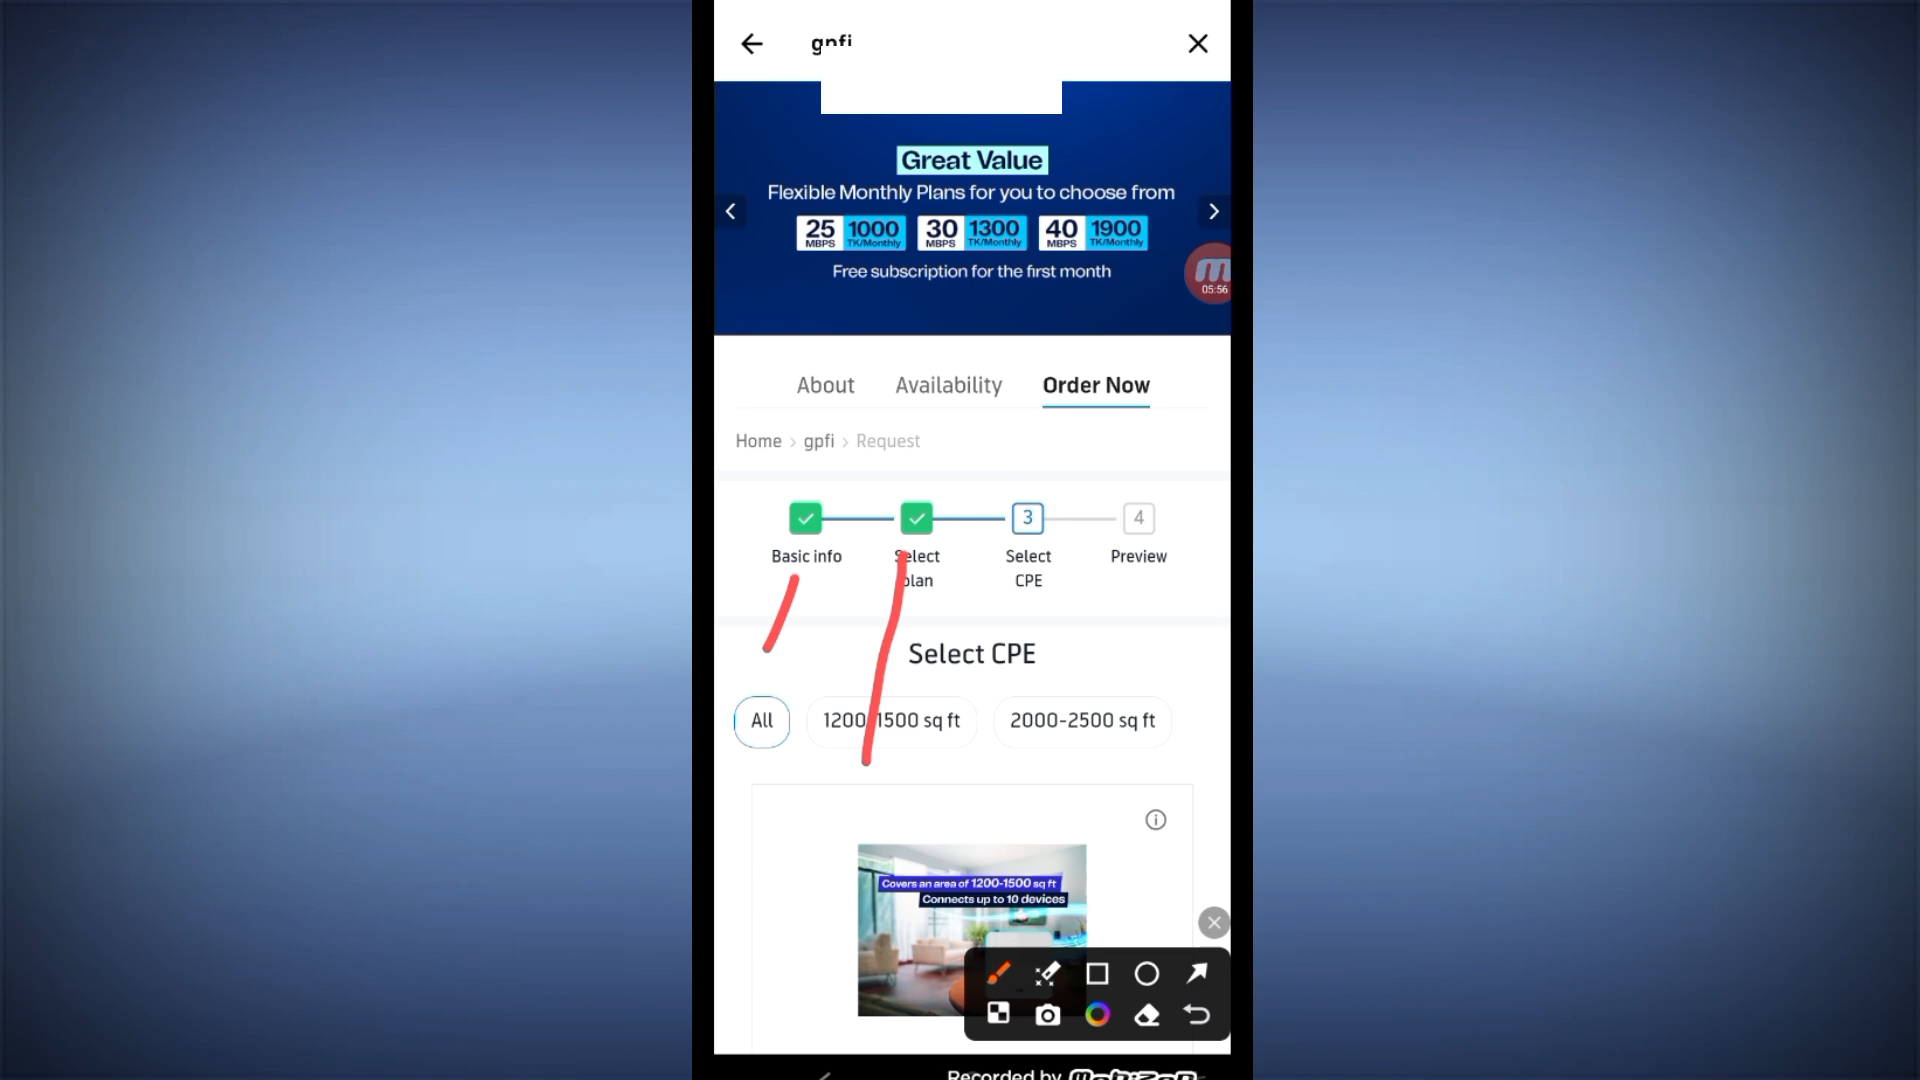 gpfi
Great Value
Flexible Monthly Plans for you to choose from
25 MBPS 1000 TK/Monthly 30 MBPS 1300 TK/Monthly 40 MBPS 1900 TK/Monthly
Free subscription for the first month
05:56
About Availability Order Now
Home > gpfi > Request
3 4
Basic info Select plan Select CPE Preview
Select CPE
All 1200-1500 sq ft 2000-2500 sq ft
Covers an area of 1200-1500 sq ft
Connects up to 10 devices
Recorded by